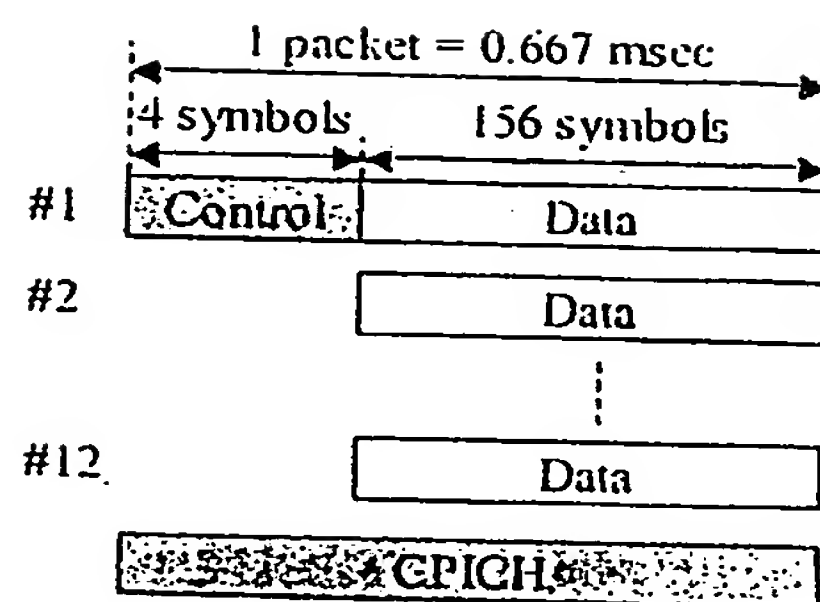 1 packet = 0.667 msec
4 symbols 156 symbols
#1 Control Data
#2 Data
#12 Data
CPICH